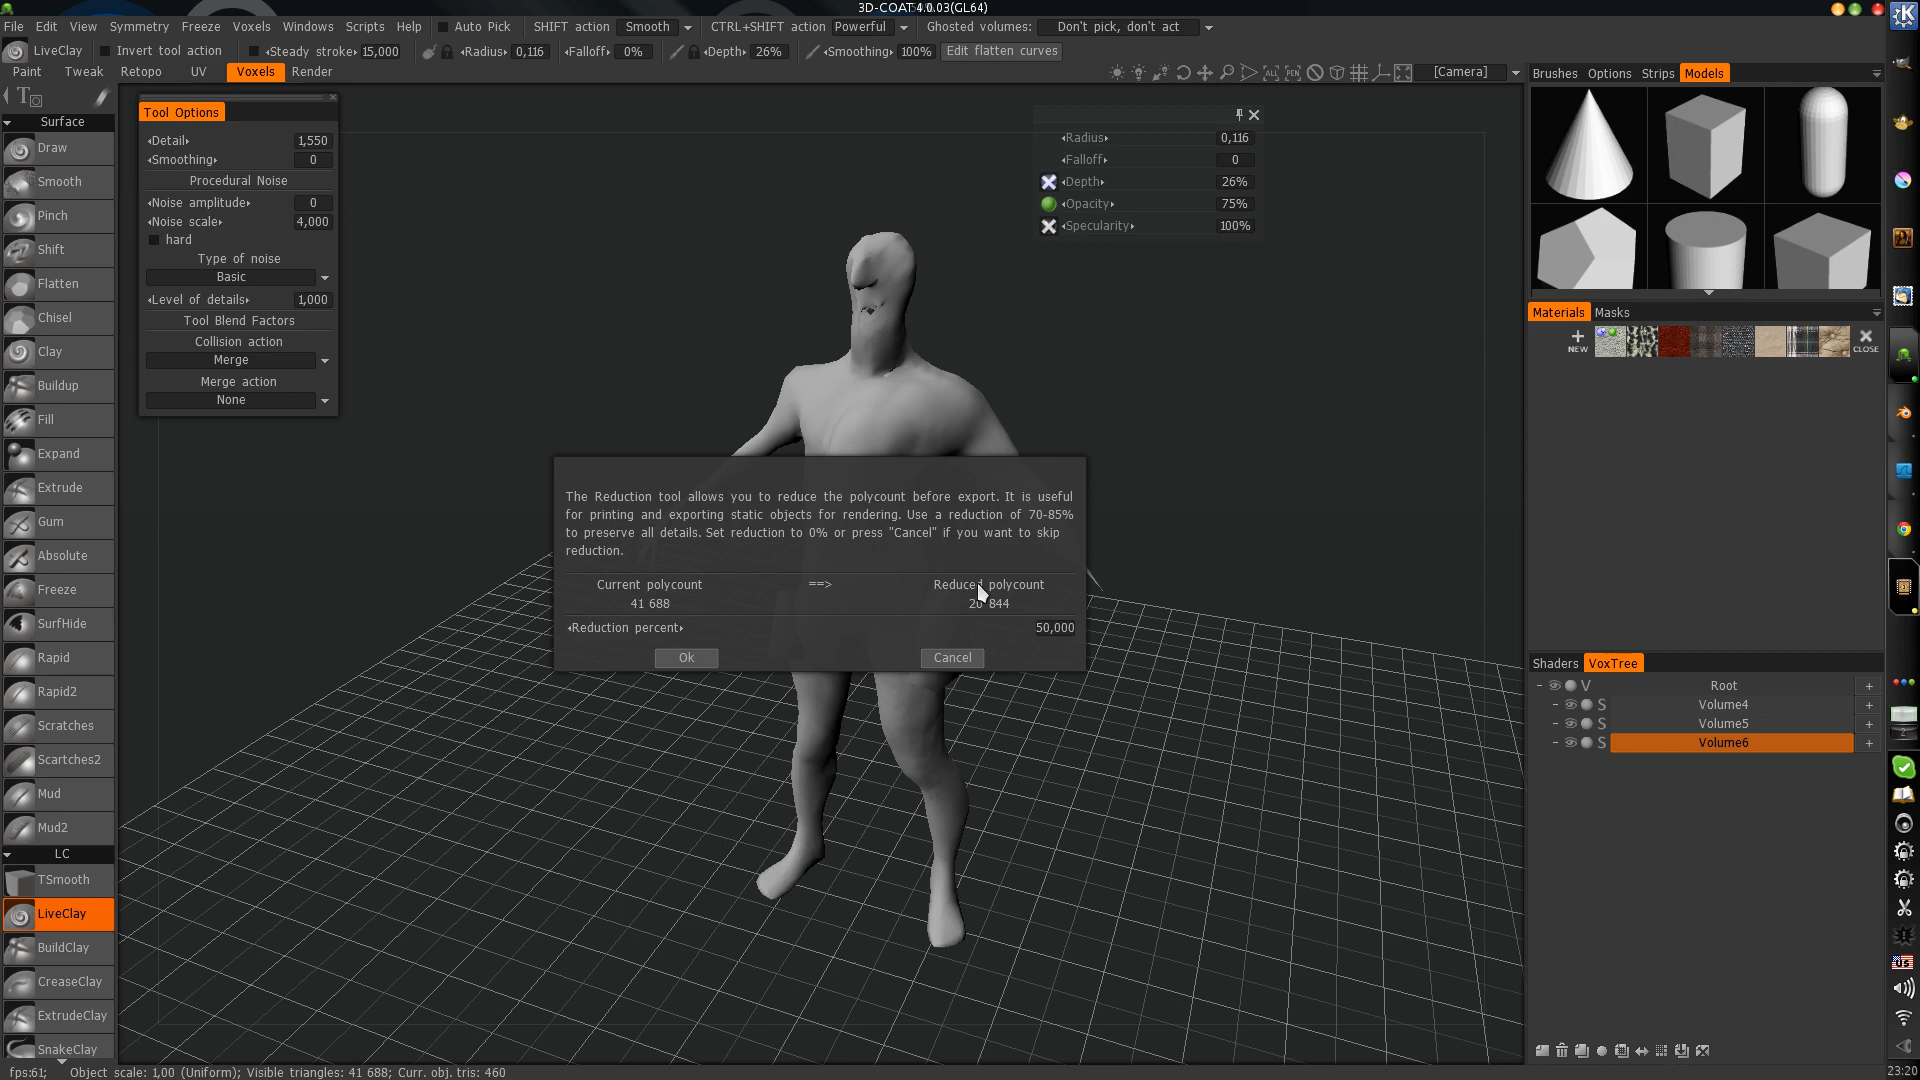 3D-COAT4.0.03(GL64)
File Edit View Symmetry Freeze Voxels Windows Scripts Help Auto Pick SHIFT action Smooth CTRL+SHIFT action Powerful Ghosted volumes: Don't pick, don't act
LiveClay Invert tool action Steady stroke 15,000 Radius 0,116 Falloff 0% Depth 26% Smoothing 100% Edit flatten curves
Paint Tweak Retopo UV Voxels Render [Camera]
Brushes Options Strips Models
Tool Options
Detail 1,550
Smoothing 0
Procedural Noise
Noise amplitude 0
Noise scale 4,000
hard
Type of noise
Basic
Level of details 1,000
Tool Blend Factors
Collision action
Merge
Merge action
None
Surface
Draw
Smooth
Pinch
Shift
Flatten
Chisel
Clay
Buildup
Fill
Expand
Extrude
Gum
Absolute
Freeze
SurfHide
Rapid
Rapid2
Scratches
Scartches2
Mud
Mud2
LC
TSmooth
LiveClay
BuildClay
CreaseClay
ExtrudeClay
SnakeClay
Radius 0,116
Falloff 0
Depth 26%
Opacity 75%
Specularity 100%
The Reduction tool allows you to reduce the polycount before export. It is useful
for printing and exporting static objects for rendering. Use a reduction of 70-85%
to preserve all details. Set reduction to 0% or press "Cancel" if you want to skip
reduction.
Current polycount ==> Reduced polycount
41 688 20 844
Reduction percent 50,000
Ok Cancel
Materials Masks
NEW CLOSE
Shaders VoxTree
V Root +
S Volume4 +
S Volume5 +
S Volume6 +
fps:61; Object scale: 1,00 (Uniform); Visible triangles: 41 688; Curr. obj. tris: 460
23:20